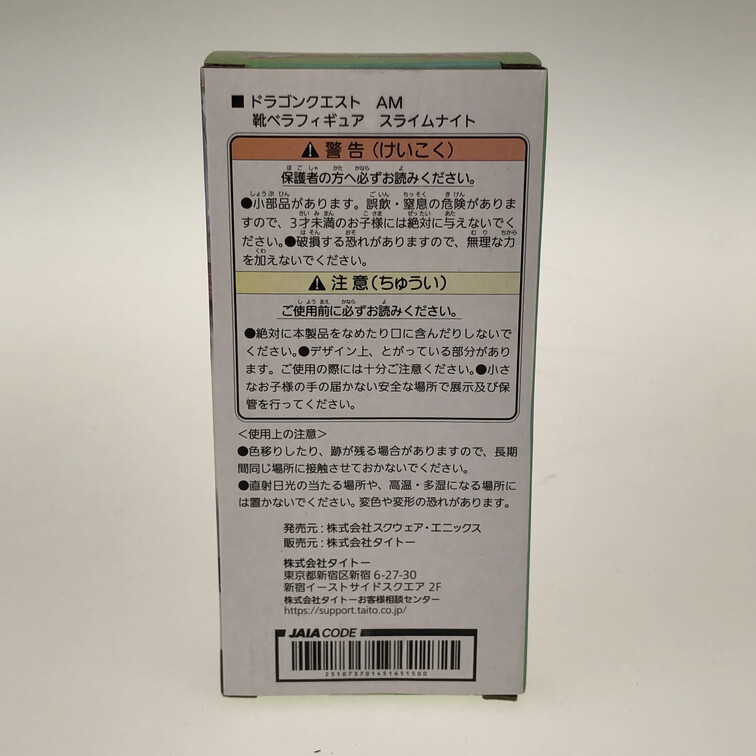 ■ ドラゴンクエスト AM
靴ベラフィギュア スライムナイト
⚠ 警告(けいこく)
保護者の方へ必ずお読みください。
●小部品があります。誤飲・窒息の危険がありま
すので、3才未満のお子様には絶対に与えないでく
ださい。●破損する恐れがありますので、無理な力
を加えないでください。
⚠ 注意(ちゅうい)
ご使用前に必ずお読みください。
●絶対に本製品をなめたり口に含んだりしないで
ください。●デザイン上、とがっている部分があり
ます。ご使用の際には十分ご注意ください。●小さ
なお子様の手の届かない安全な場所で展示及び保
管を行ってください。
<使用上の注意>
●色移りしたり、跡が残る場合がありますので、長期
間同じ場所に接触させておかないでください。
●直射日光の当たる場所や、高温・多湿になる場所に
は置かないでください。変色や変形の恐れがあります。
発売元:株式会社スクウェア・エニックス
販売元:株式会社タイトー
株式会社タイトー
東京都新宿区新宿 6-27-30
新宿イーストサイドスクエア 2F
株式会社タイトーお客様相談センター
https://support.taito.co.jp/
JAIA CODE